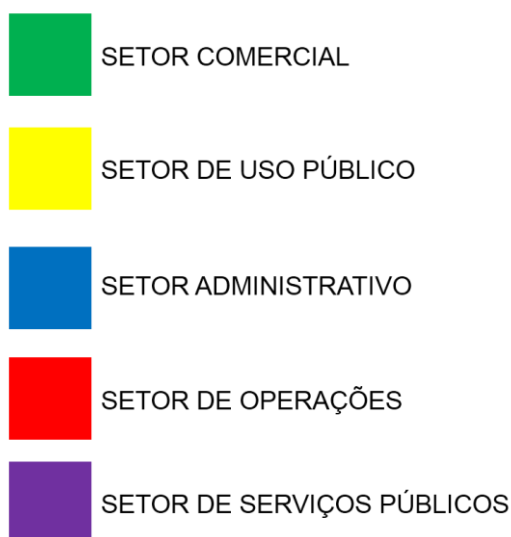 SETOR COMERCIAL
SETOR DE USO PÚBLICO
SETOR ADMINISTRATIVO
SETOR DE OPERAÇÕES
SETOR DE SERVIÇOS PÚBLICOS